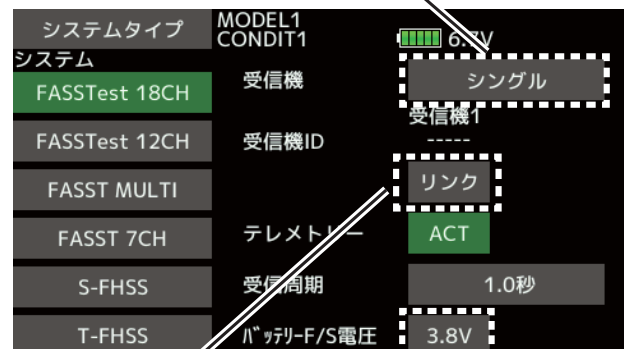 システムタイプ
MODEL1
CONDIT1
6.7V
システム
FASSTest 18CH
受信機
シングル
受信機1
FASSTest 12CH
受信機ID
-----
FASST MULTI
リンク
FASST 7CH
テレメトリー
ACT
S-FHSS
受信周期
1.0秒
T-FHSS
バッテリーF/S電圧
3.8V